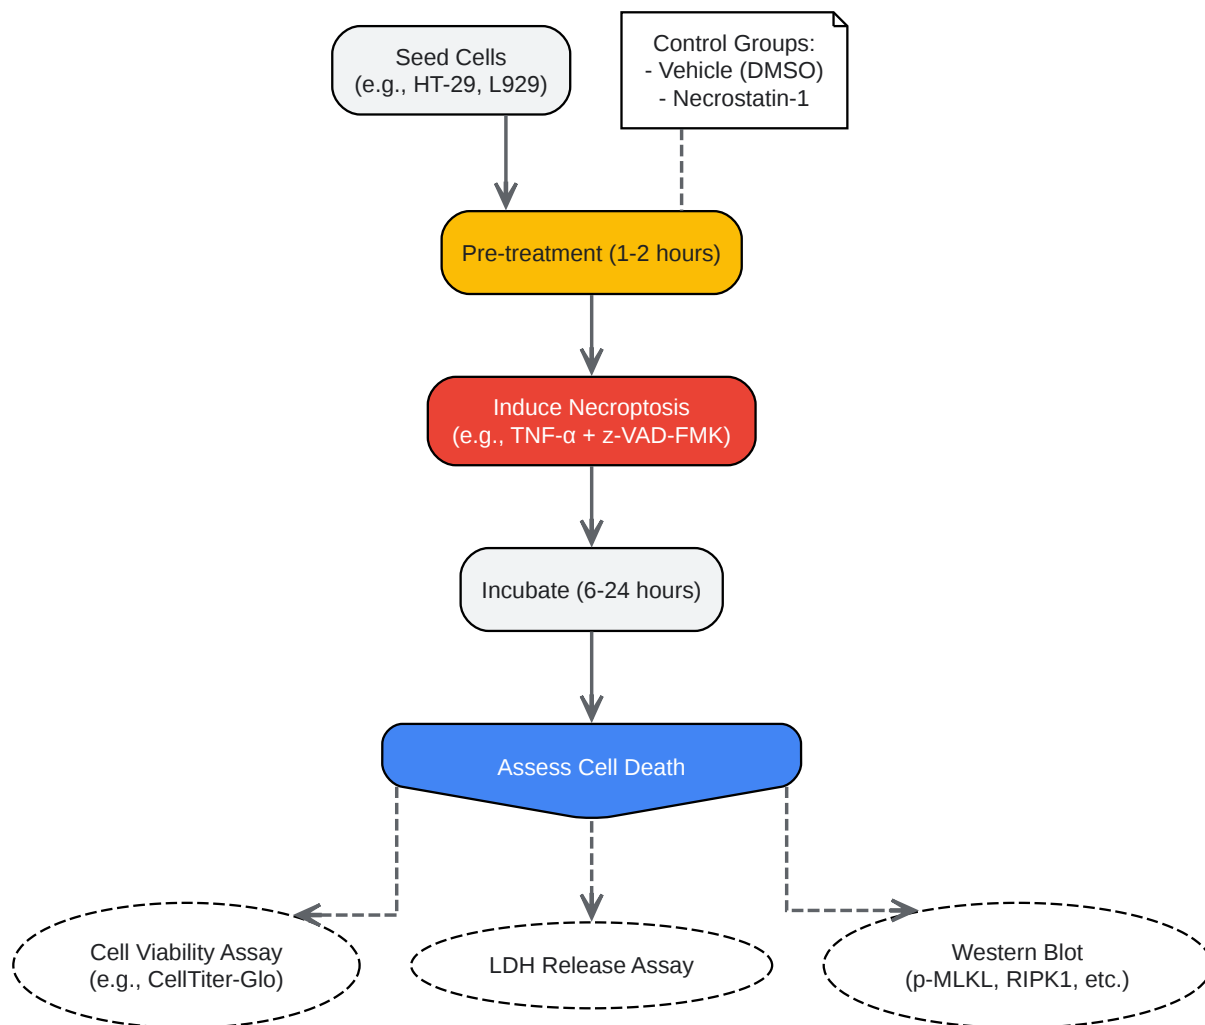 Seed Cells
(e.g., HT-29, L929)
Control Groups:
- Vehicle (DMSO)
- Necrostatin-1
Pre-treatment (1-2 hours)
Induce Necroptosis
(e.g., TNF-α + z-VAD-FMK)
Incubate (6-24 hours)
Assess Cell Death
Cell Viability Assay
(e.g., CellTiter-Glo)
LDH Release Assay
Western Blot
(p-MLKL, RIPK1, etc.)